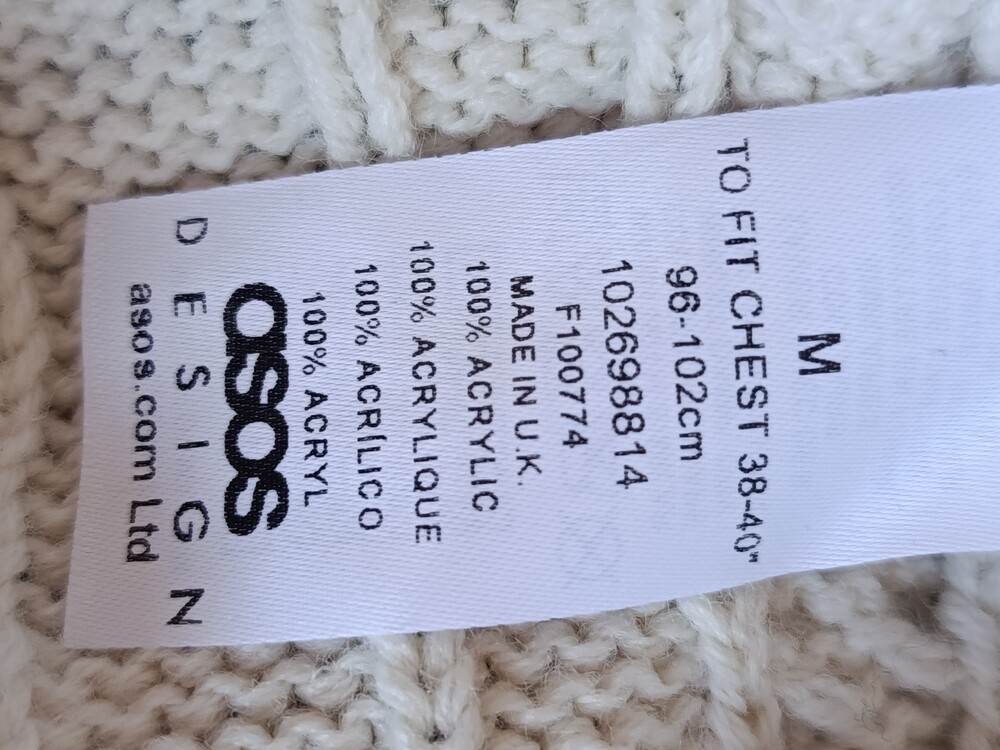 M
TO FIT CHEST 38-40"
96-102cm
102698814
F100774
MADE IN U.K.
100% ACRYLIC
100% ACRYLIQUE
100% ACRÍLICO
100% ACRYL
asos
DESIGN
asos.com Ltd